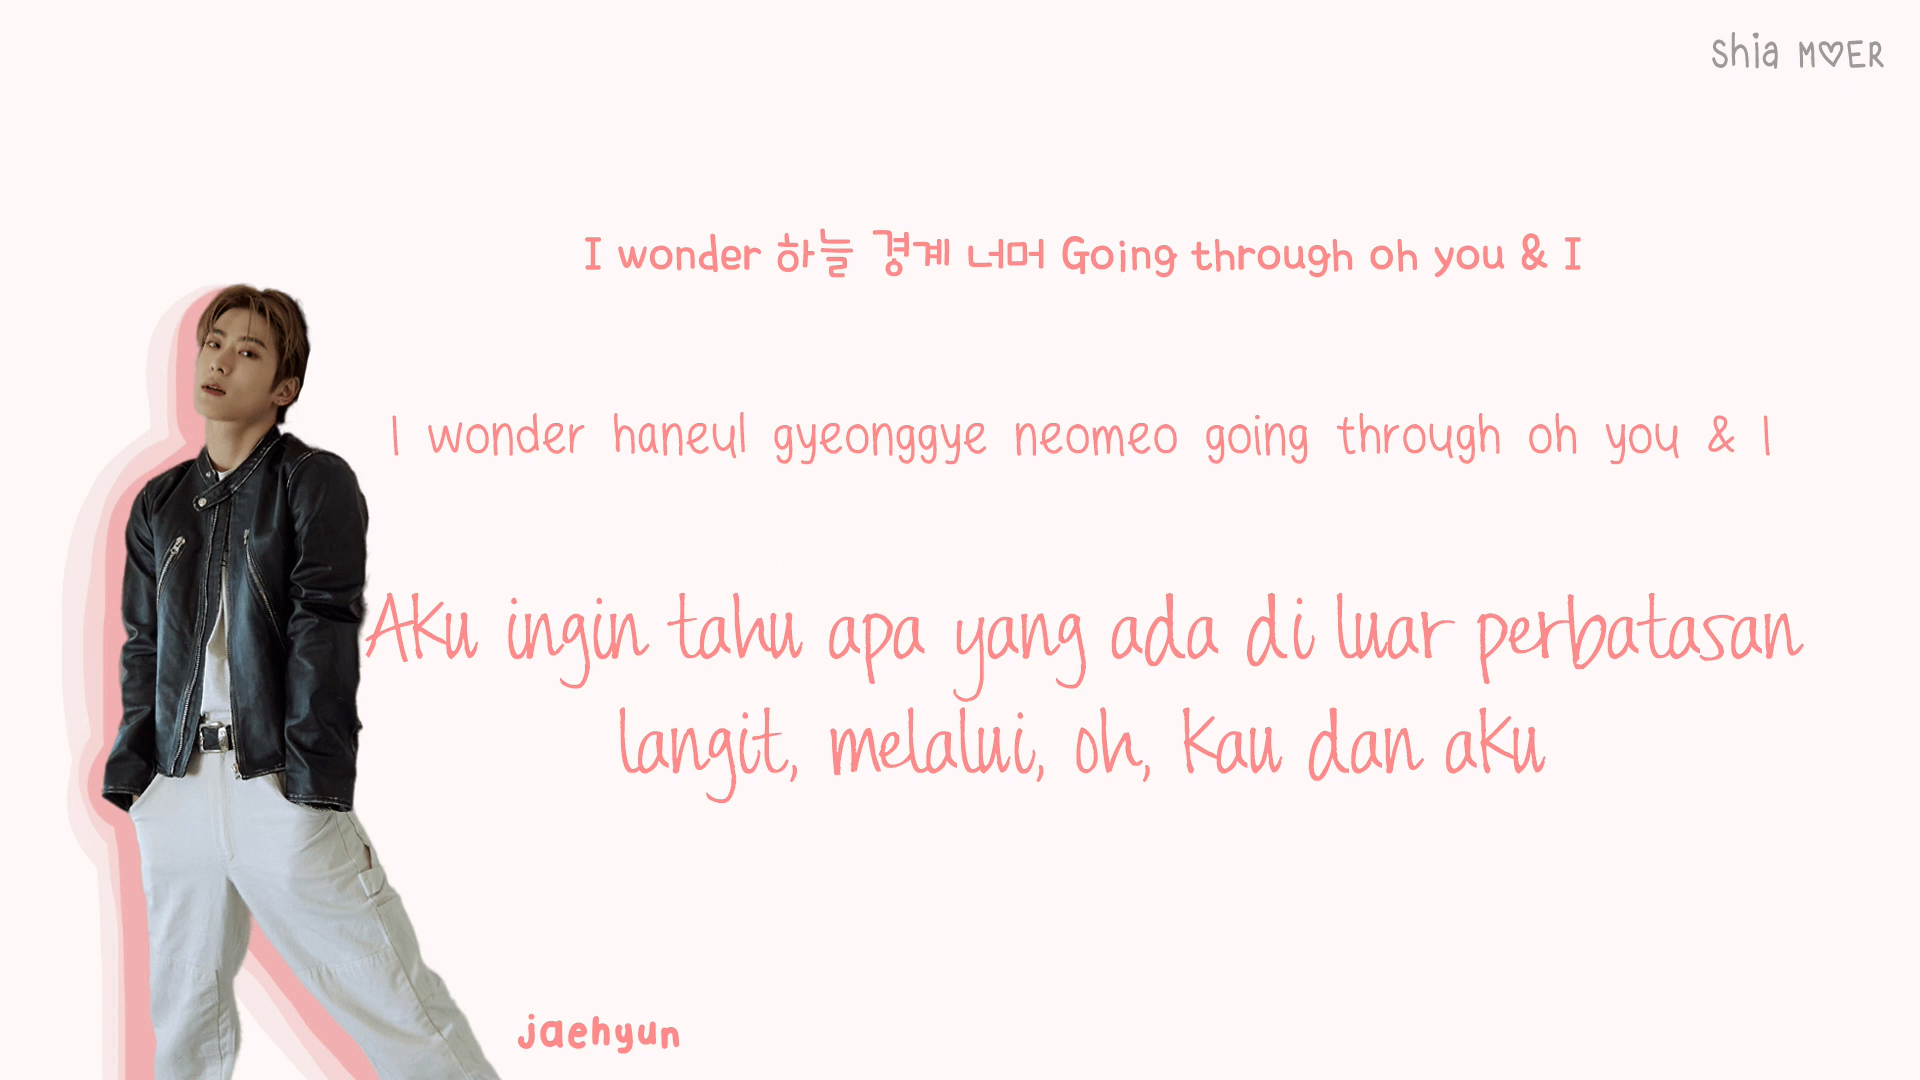 Shia M♡ER
I wonder 하늘 경계 너머 Going through oh you & I
I wonder haneul gyeonggye neomeo going through oh you & I
Aku ingin tahu apa yang ada di luar perbatasan
langit, melalui, oh, kau dan aku
jaehyun